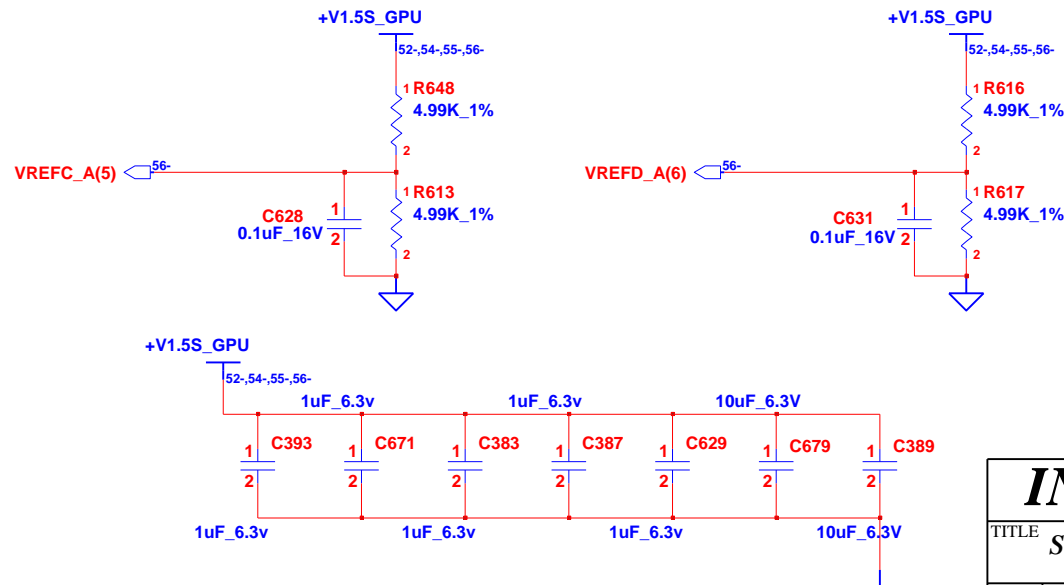 +V1.5S_GPU
52-,54-,55-,56-
1 R648
4.99K_1%
2
VREFC_A(5)
56-
1 R613
4.99K_1%
2
C628
1
0.1uF_16V
2
+V1.5S_GPU
52-,54-,55-,56-
1 R616
4.99K_1%
2
VREFD_A(6)
56-
1 R617
4.99K_1%
2
C631
1
0.1uF_16V
2
+V1.5S_GPU
52-,54-,55-,56-
1uF_6.3v 1uF_6.3v 10uF_6.3V
1 C393 1 C671 1 C383 1 C387 1 C629 1 C679 1 C389
2 2 2 2 2 2 2
1uF_6.3v 1uF_6.3v 1uF_6.3v 10uF_6.3V
IN
TITLE
S